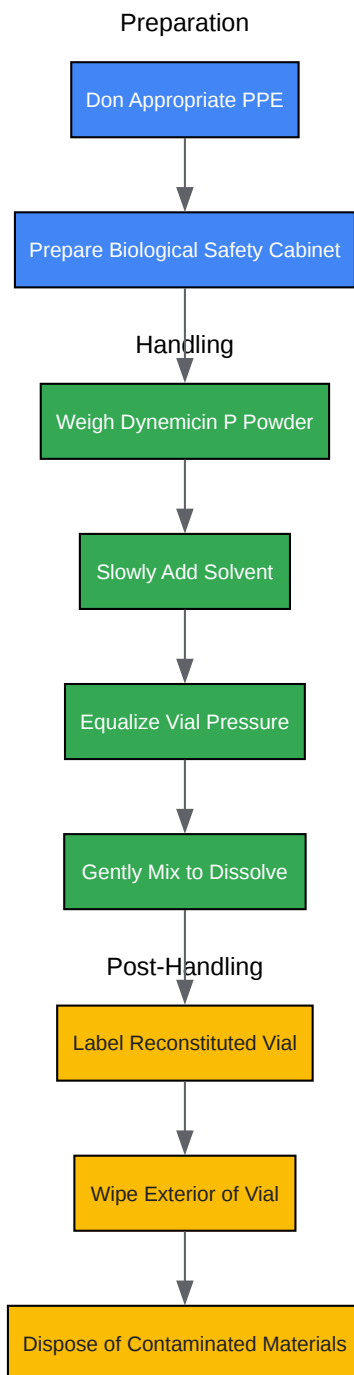 Preparation
Don Appropriate PPE
Prepare Biological Safety Cabinet
Handling
Weigh Dynemicin P Powder
Slowly Add Solvent
Equalize Vial Pressure
Gently Mix to Dissolve
Post-Handling
Label Reconstituted Vial
Wipe Exterior of Vial
Dispose of Contaminated Materials